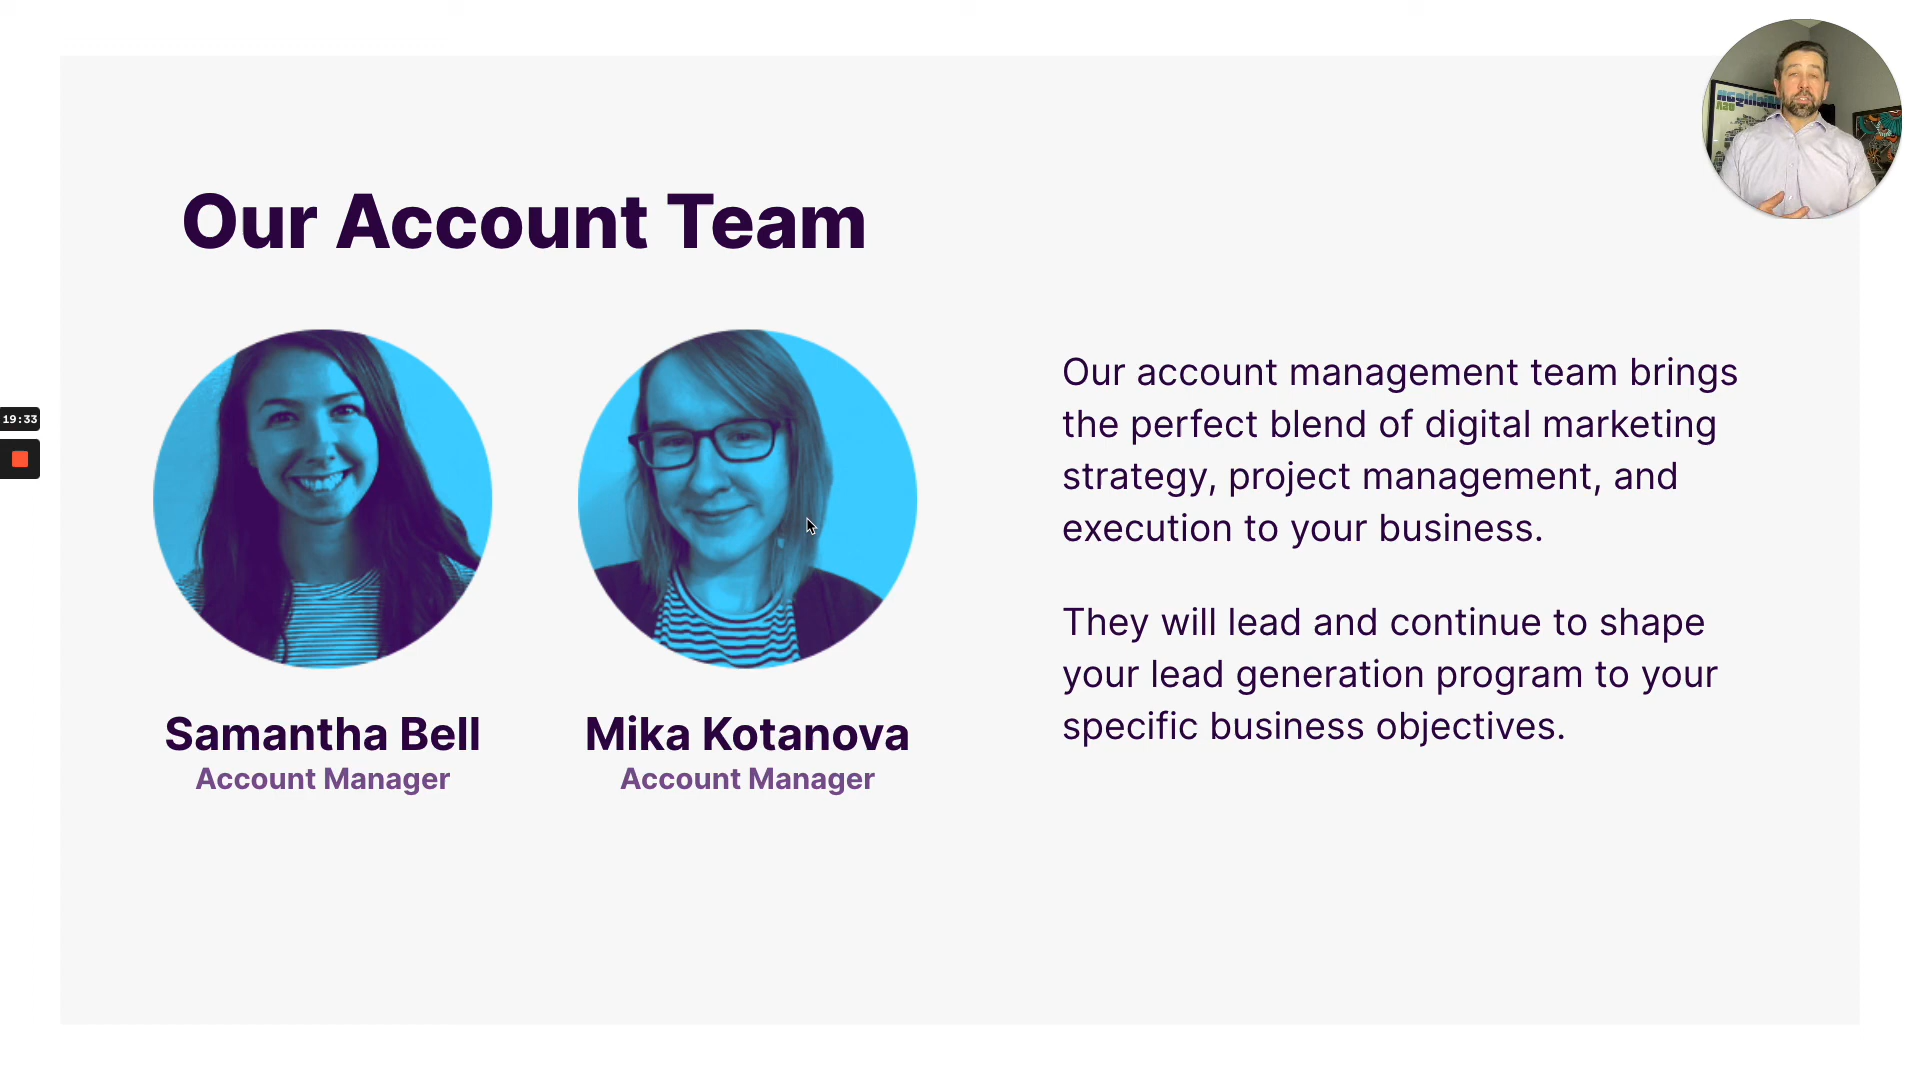 Our Account Team
19:33
Samantha Bell
Account Manager
Mika Kotanova
Account Manager
Our account management team brings
the perfect blend of digital marketing
strategy, project management, and
execution to your business.
They will lead and continue to shape
your lead generation program to your
specific business objectives.